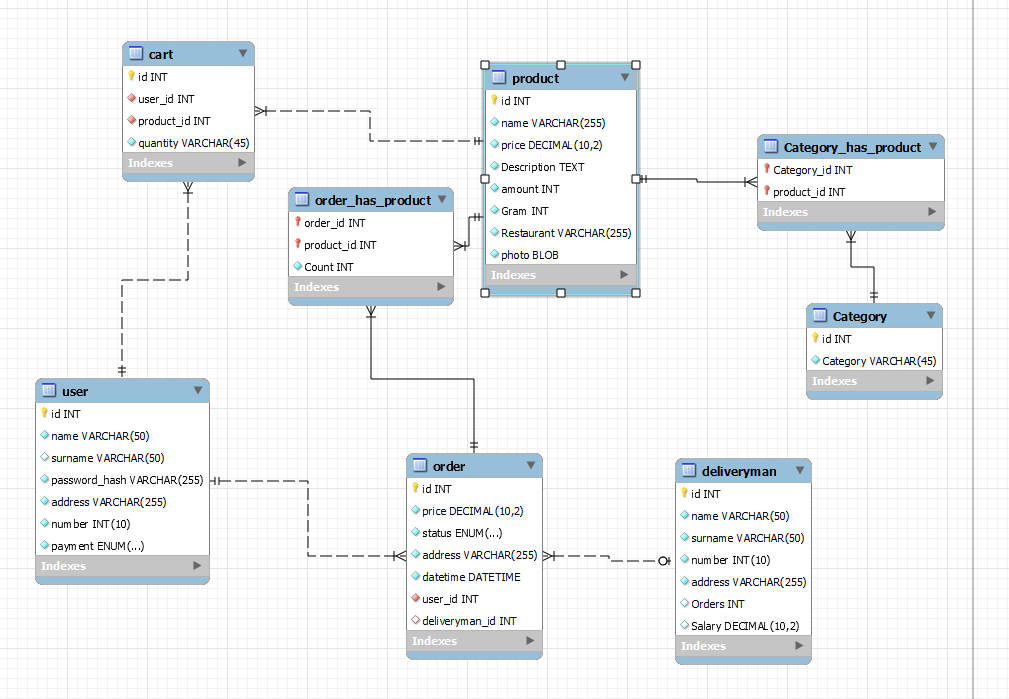 cart
id INT
user_id INT
product_id INT
quantity VARCHAR(45)
Indexes
product
id INT
name VARCHAR(255)
price DECIMAL(10,2)
Description TEXT
amount INT
Gram INT
Restaurant VARCHAR(255)
photo BLOB
Indexes
Category_has_product
Category_id INT
product_id INT
Indexes
order_has_product
order_id INT
product_id INT
Count INT
Indexes
Category
id INT
Category VARCHAR(45)
Indexes
user
id INT
name VARCHAR(50)
surname VARCHAR(50)
password_hash VARCHAR(255)
address VARCHAR(255)
number INT(10)
payment ENUM(...)
Indexes
order
id INT
price DECIMAL(10,2)
status ENUM(...)
address VARCHAR(255)
datetime DATETIME
user_id INT
deliveryman_id INT
Indexes
deliveryman
id INT
name VARCHAR(50)
surname VARCHAR(50)
number INT(10)
address VARCHAR(255)
Orders INT
Salary DECIMAL(10,2)
Indexes